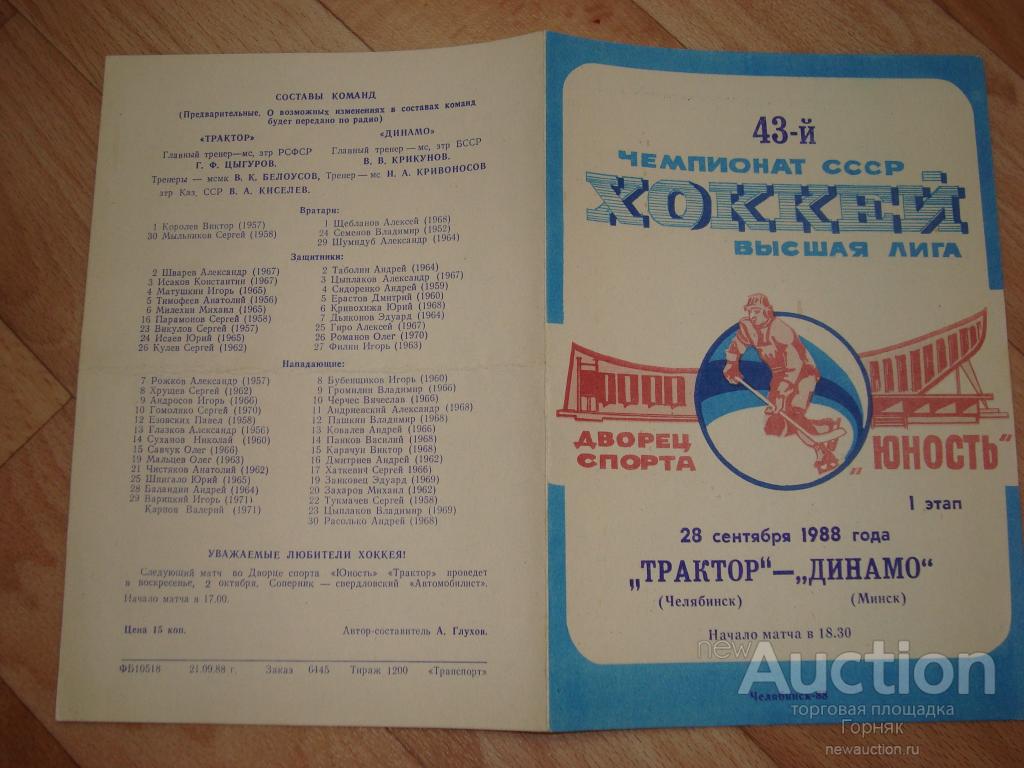 СОСТАВЫ КОМАНД
(Предварительные. О возможных изменениях в составах команд
будет передано по радио)
«ТРАКТОР»
Главный тренер—мс, зтр РСФСР
Г. Ф. ЦЫГУРОВ.
Тренеры — мсмк В. К. БЕЛОУСОВ,
зтр Каз. ССР В. А. КИСЕЛЕВ.
«ДИНАМО»
Главный тренер—мс, зтр БССР
В. В. КРИКУНОВ.
Тренер — мс И. А. КРИВОНОСОВ
Вратари:
1 Королев Виктор (1957)
30 Мыльников Сергей (1958)
1 Щебланов Алексей (1968)
24 Семенов Владимир (1952)
29 Шумидуб Александр (1964)
Защитники:
2 Шварев Александр (1967)
3 Исаков Константин (1967)
4 Матушкин Игорь (1965)
5 Тимофеев Анатолий (1956)
6 Милехин Михаил (1965)
16 Парамонов Сергей (1958)
23 Викулов Сергей (1957)
24 Исаев Юрий (1965)
26 Кулев Сергей (1962)
2 Таболин Андрей (1964)
3 Цыплаков Александр (1967)
4 Сидоренко Андрей (1959)
5 Ерастов Дмитрий (1960)
6 Кривохижа Юрий (1968)
7 Дьяконов Эдуард (1964)
25 Гиро Алексей (1967)
26 Романов Олег (1970)
27 Филин Игорь (1963)
Нападающие:
7 Рожков Александр (1957)
8 Хрущев Сергей (1962)
9 Андросов Игорь (1966)
10 Гомоляко Сергей (1970)
12 Езовских Павел (1958)
13 Глазков Александр (1956)
14 Суханов Николай (1960)
15 Савчук Олег (1966)
19 Мальцев Олег (1963)
21 Чистяков Анатолий (1962)
25 Шпигало Юрий (1965)
28 Баландин Андрей (1964)
29 Варицкий Игорь (1971)
Карпов Валерий (1971)
8 Бубенщиков Игорь (1960)
9 Громилин Владимир (1966)
10 Черчес Вячеслав (1966)
11 Андриевский Александр (1968)
12 Пашкин Владимир (1968)
13 Ковалев Андрей (1966)
14 Панков Василий (1968)
15 Карачун Виктор (1968)
16 Дмитриев Андрей (1962)
17 Хаткевич Сергей 1966)
19 Занковец Эдуард (1969)
20 Захаров Михаил (1962)
22 Тукмачев Сергей (1958)
23 Цыплаков Владимир (1969)
30 Расолько Андрей (1968)
УВАЖАЕМЫЕ ЛЮБИТЕЛИ ХОККЕЯ!
Следующий матч во Дворце спорта «Юность» «Трактор» проведет
в воскресенье, 2 октября. Соперник — свердловский «Автомобилист».
Начало матча в 17.00.
Цена 15 коп. Автор-составитель А. Глухов.
ФБ10518 21.09.88 г. Заказ 6445 Тираж 1200 «Транспорт»
43-й
ЧЕМПИОНАТ СССР
ХОККЕЙ
ВЫСШАЯ ЛИГА
ДВОРЕЦ
СПОРТА
„ЮНОСТЬ"
I этап
28 сентября 1988 года
„ТРАКТОР"—„ДИНАМО"
(Челябинск) (Минск)
Начало матча в 18.30
Челябинск-88
newAuction
торговая площадка
Горняк
newauction.ru